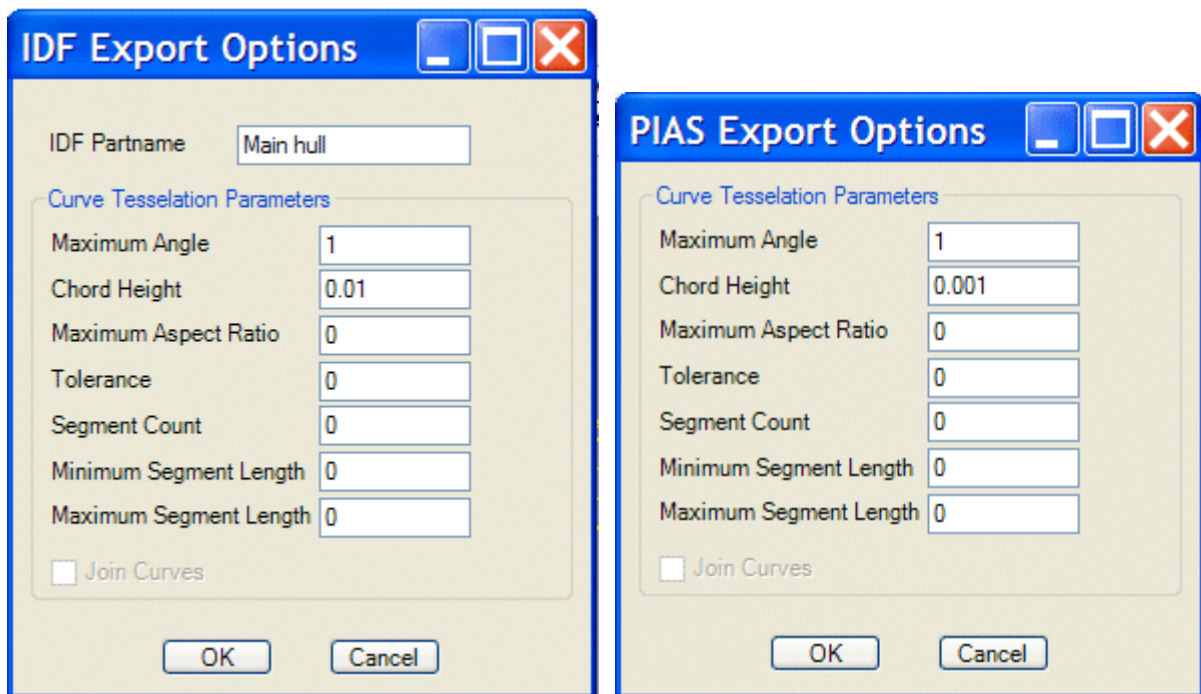 IDF Export Options
IDF Partname Main hull
Curve Tesselation Parameters
Maximum Angle 1
Chord Height 0.01
Maximum Aspect Ratio 0
Tolerance 0
Segment Count 0
Minimum Segment Length 0
Maximum Segment Length 0
Join Curves
OK Cancel
PIAS Export Options
Curve Tesselation Parameters
Maximum Angle 1
Chord Height 0.001
Maximum Aspect Ratio 0
Tolerance 0
Segment Count 0
Minimum Segment Length 0
Maximum Segment Length 0
Join Curves
OK Cancel